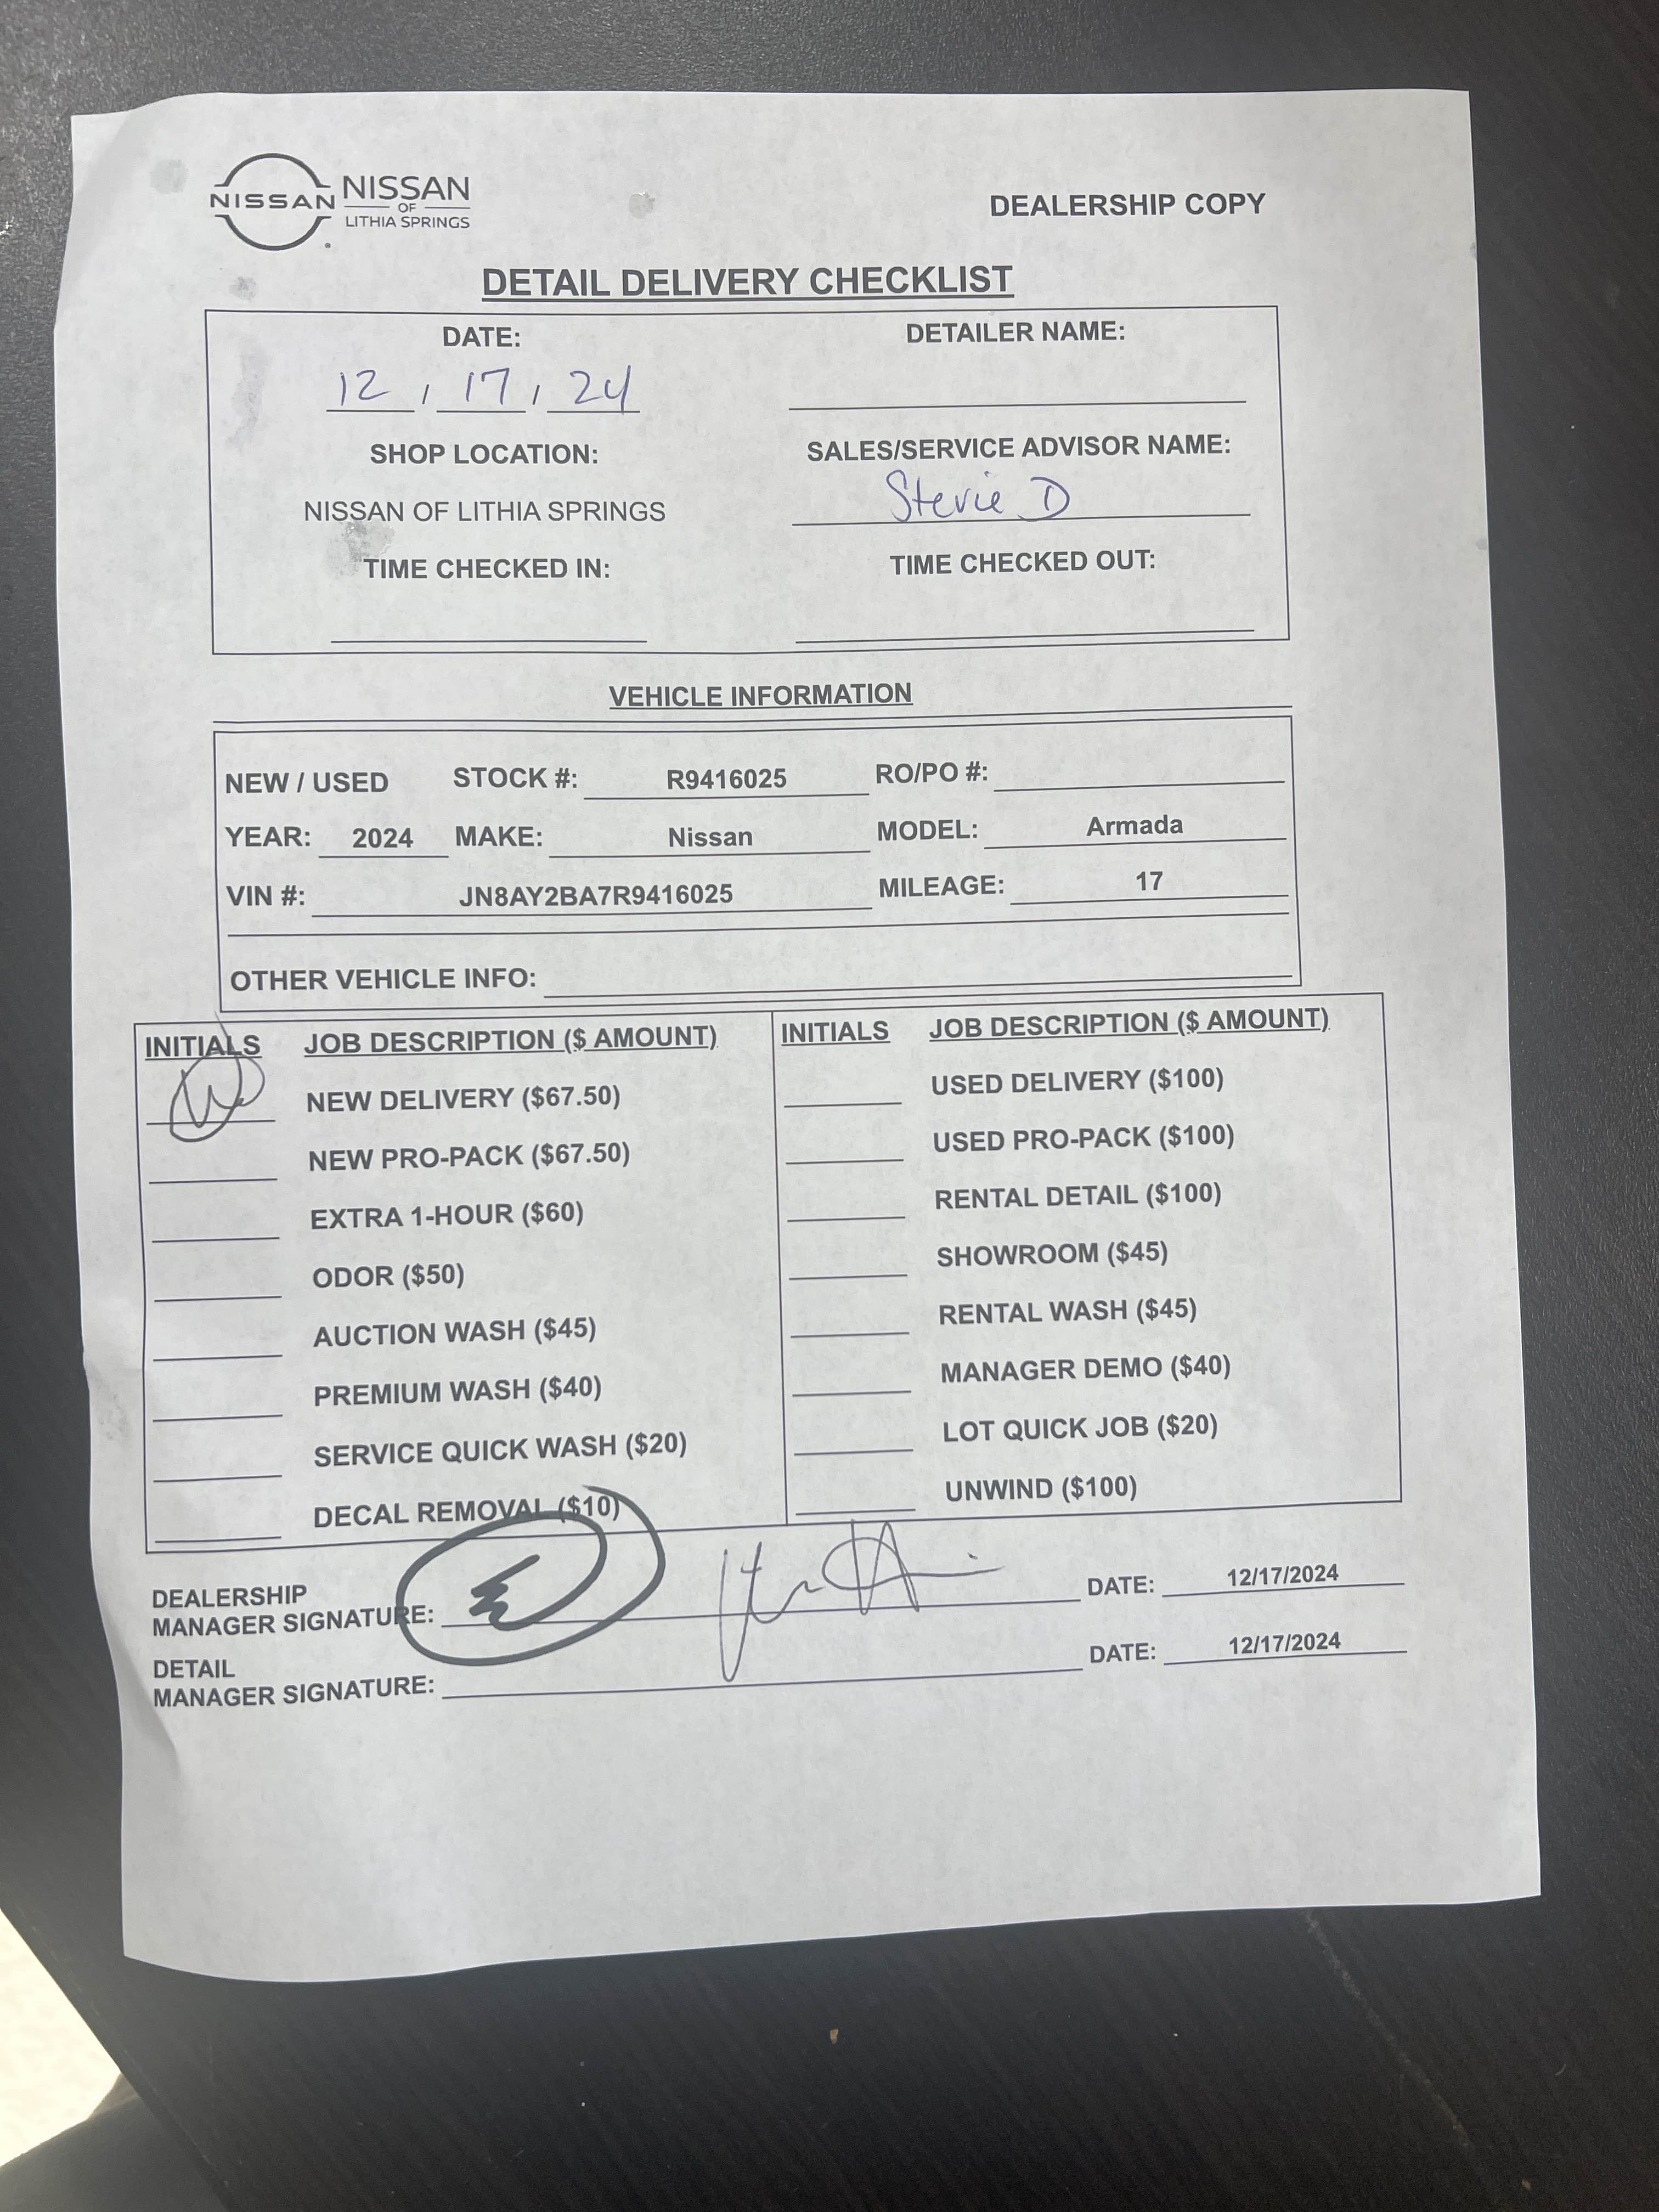 NISSAN
NISSAN
OF
LITHIA SPRINGS
DEALERSHIP COPY
DETAIL DELIVERY CHECKLIST
DATE: DETAILER NAME:
12 / 17 / 24
SHOP LOCATION: SALES/SERVICE ADVISOR NAME:
NISSAN OF LITHIA SPRINGS Stevie D
TIME CHECKED IN: TIME CHECKED OUT:
VEHICLE INFORMATION
NEW / USED STOCK #: R9416025 RO/PO #:
YEAR: 2024 MAKE: Nissan MODEL: Armada
VIN #: JN8AY2BA7R9416025 MILEAGE: 17
OTHER VEHICLE INFO:
INITIALS JOB DESCRIPTION ($ AMOUNT) INITIALS JOB DESCRIPTION ($ AMOUNT)
NEW DELIVERY ($67.50) USED DELIVERY ($100)
NEW PRO-PACK ($67.50) USED PRO-PACK ($100)
EXTRA 1-HOUR ($60) RENTAL DETAIL ($100)
ODOR ($50) SHOWROOM ($45)
AUCTION WASH ($45) RENTAL WASH ($45)
PREMIUM WASH ($40) MANAGER DEMO ($40)
SERVICE QUICK WASH ($20) LOT QUICK JOB ($20)
DECAL REMOVAL ($10) UNWIND ($100)
DEALERSHIP
MANAGER SIGNATURE: DATE: 12/17/2024
DETAIL
MANAGER SIGNATURE: DATE: 12/17/2024